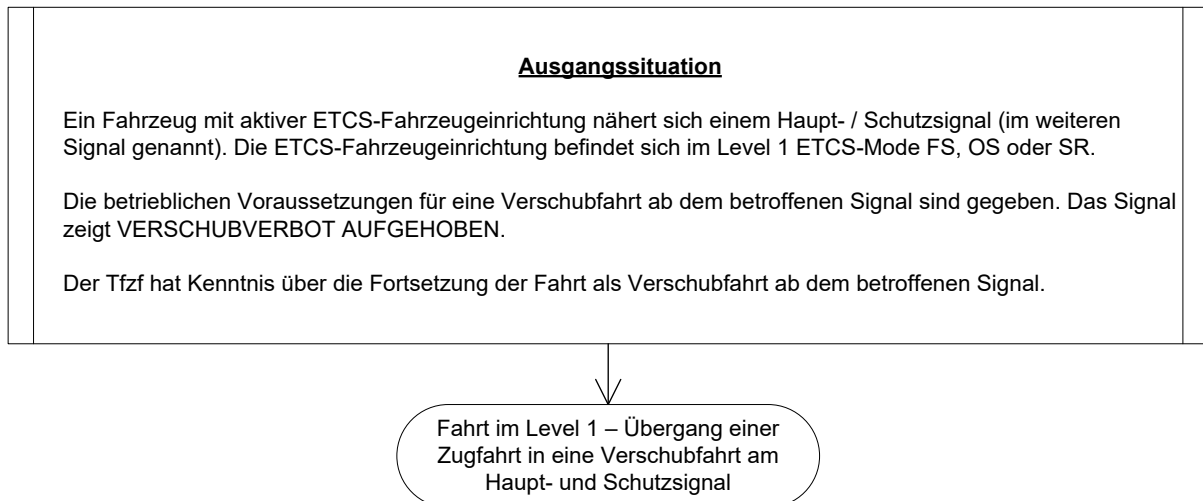 Ausgangssituation
Ein Fahrzeug mit aktiver ETCS-Fahrzeugeinrichtung nähert sich einem Haupt- / Schutzsignal (im weiteren
Signal genannt). Die ETCS-Fahrzeugeinrichtung befindet sich im Level 1 ETCS-Mode FS, OS oder SR.
Die betrieblichen Voraussetzungen für eine Verschubfahrt ab dem betroffenen Signal sind gegeben. Das Signal
zeigt VERSCHUBVERBOT AUFGEHOBEN.
Der Tfzf hat Kenntnis über die Fortsetzung der Fahrt als Verschubfahrt ab dem betroffenen Signal.
Fahrt im Level 1 – Übergang einer
Zugfahrt in eine Verschubfahrt am
Haupt- und Schutzsignal